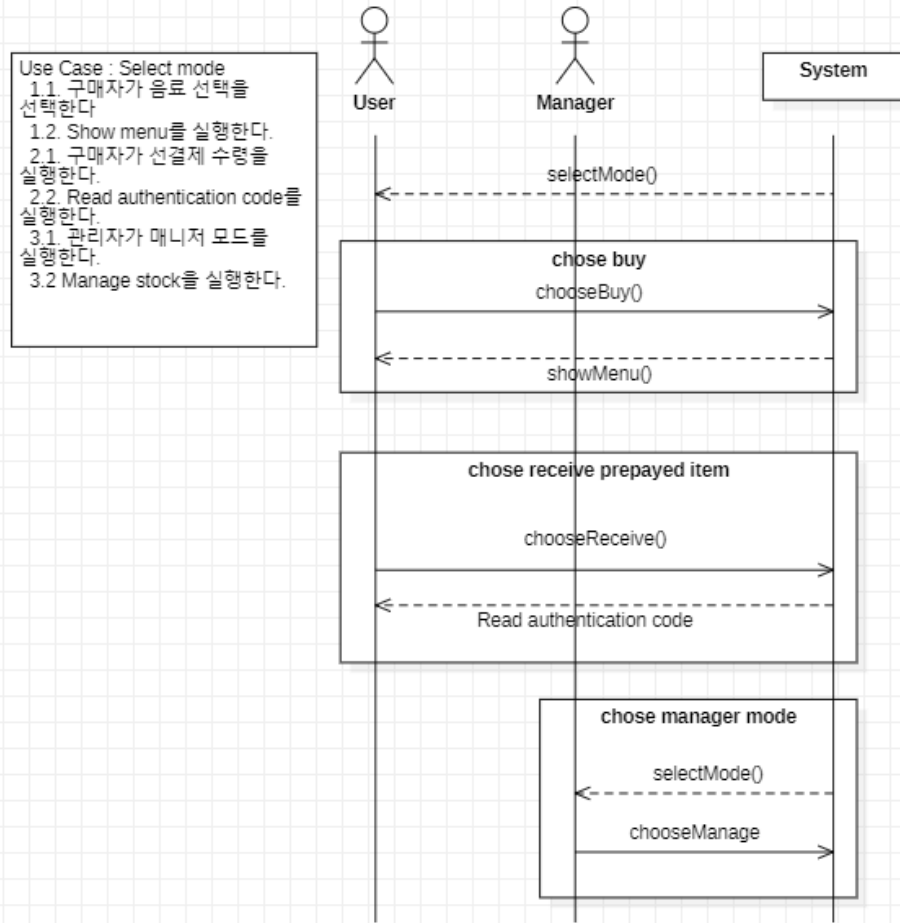 Use Case : Select mode
1.1. 구매자가 음료 선택을
선택한다
1.2. Show menu를 실행한다.
2.1. 구매자가 선결제 수령을
실행한다.
2.2. Read authentication code를
실행한다.
3.1. 관리자가 매니저 모드를
실행한다.
3.2 Manage stock을 실행한다.
User
Manager
System
selectMode()
chose buy
chooseBuy()
showMenu()
chose receive prepayed item
chooseReceive()
Read authentication code
chose manager mode
selectMode()
chooseManage